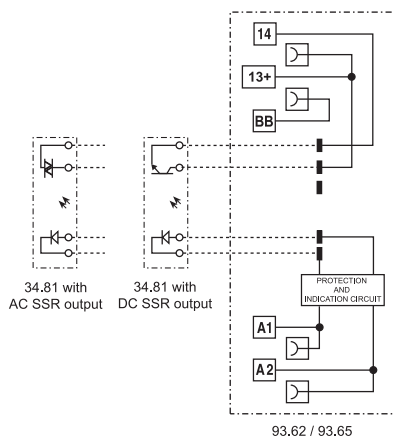 14
13+
BB
34.81 with
AC SSR output
34.81 with
DC SSR output
PROTECTION
AND
INDICATION CIRCUIT
A1
A2
93.62 / 93.65